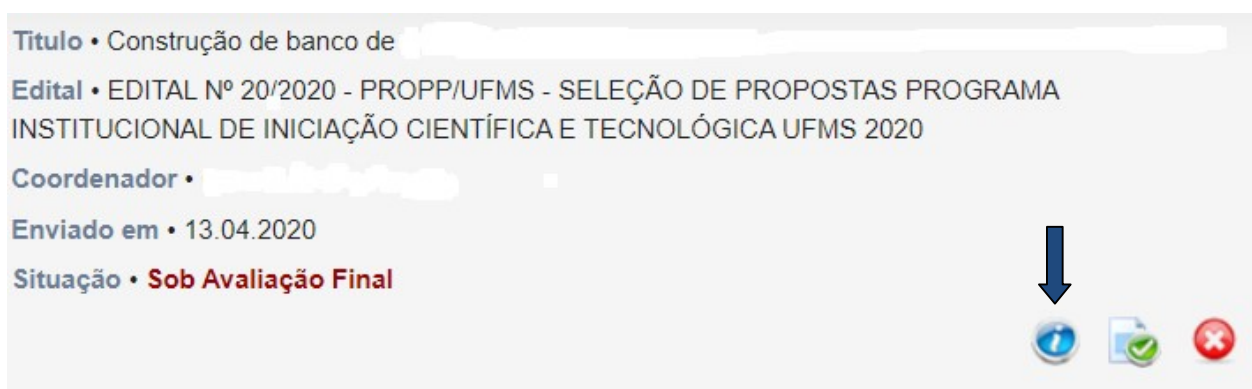 Titulo • Construção de banco de
Edital • EDITAL Nº 20/2020 - PROPP/UFMS - SELEÇÃO DE PROPOSTAS PROGRAMA
INSTITUCIONAL DE INICIAÇÃO CIENTÍFICA E TECNOLÓGICA UFMS 2020
Coordenador •
Enviado em • 13.04.2020
Situação • Sob Avaliação Final